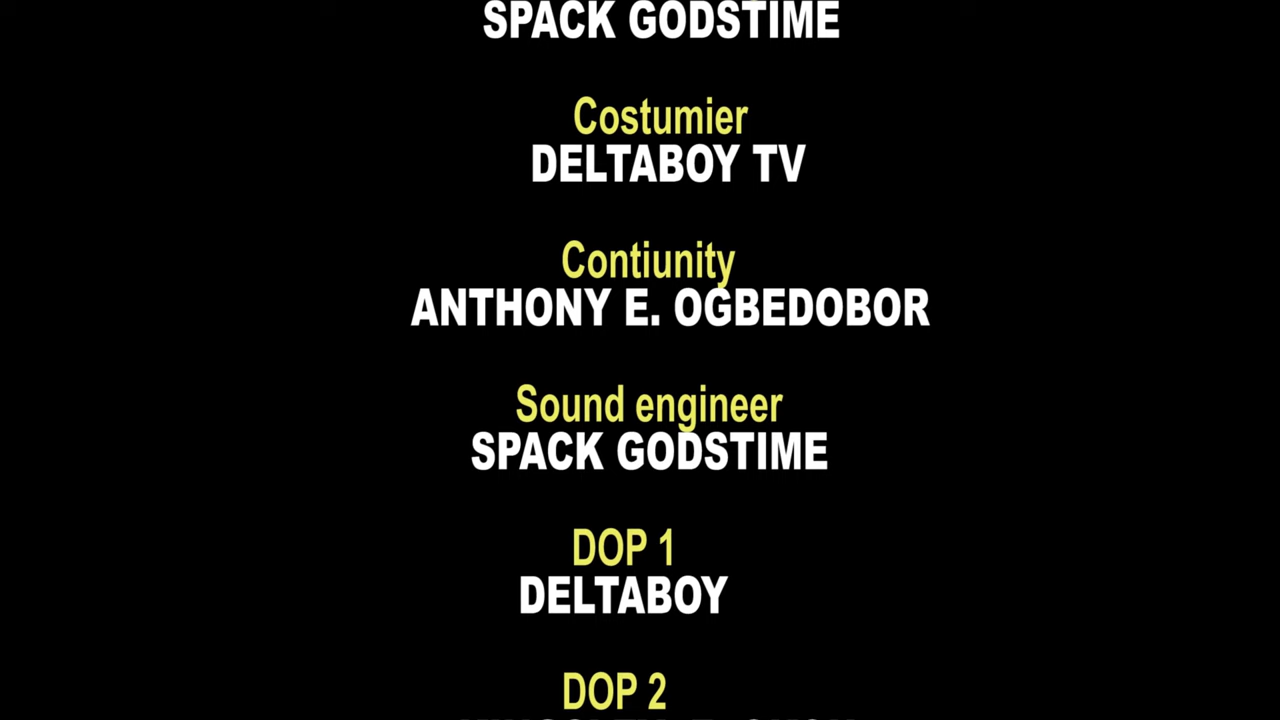 SPACK GODSTIME
Costumier
DELTABOY TV
Contiunity
ANTHONY E. OGBEDOBOR
Sound engineer
SPACK GODSTIME
DOP 1
DELTABOY
DOP 2